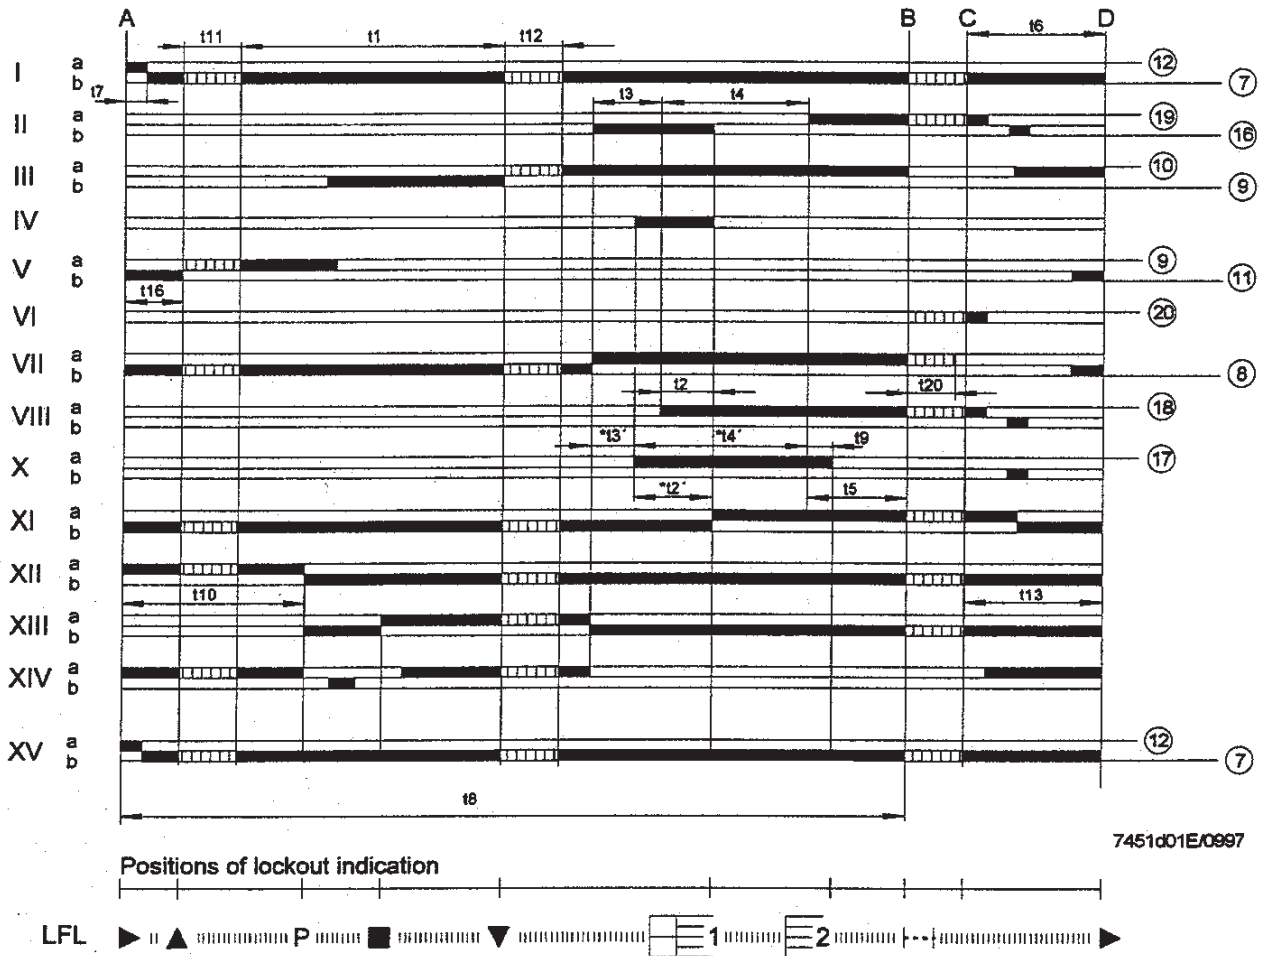 A B C D
t11 t1 t12 t6
I a 12
b 7
t7 t3 t4
II a 19
b 16
III a 10
b 9
IV
V a 9
b 11
t16
VI 20
VII a
b 8
t2 t20
VIII a 18
b
*t3´ *t4´ t9
X a 17
b
*t2´ t5
XI a
b
XII a
b
t10 t13
XIII a
b
XIV a
b
XV a 12
b 7
t8
7451d01E/0997
Positions of lockout indication
LFL P 1 2